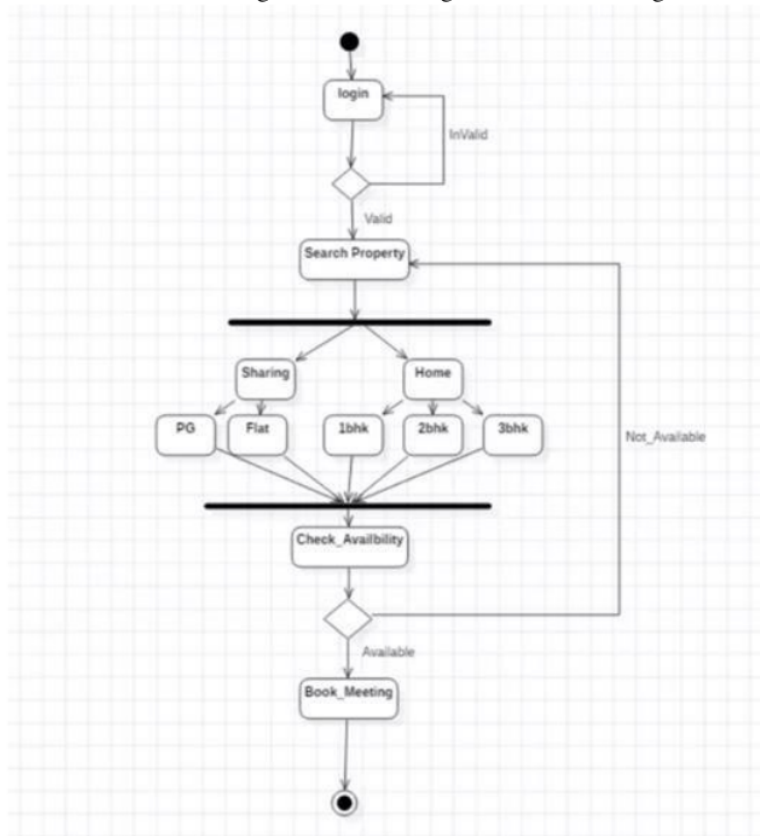 login
InValid
Valid
Search Property
Sharing
Home
PG
Flat
1bhk
2bhk
3bhk
Not_Available
Check_Availbility
Available
Book_Meeting